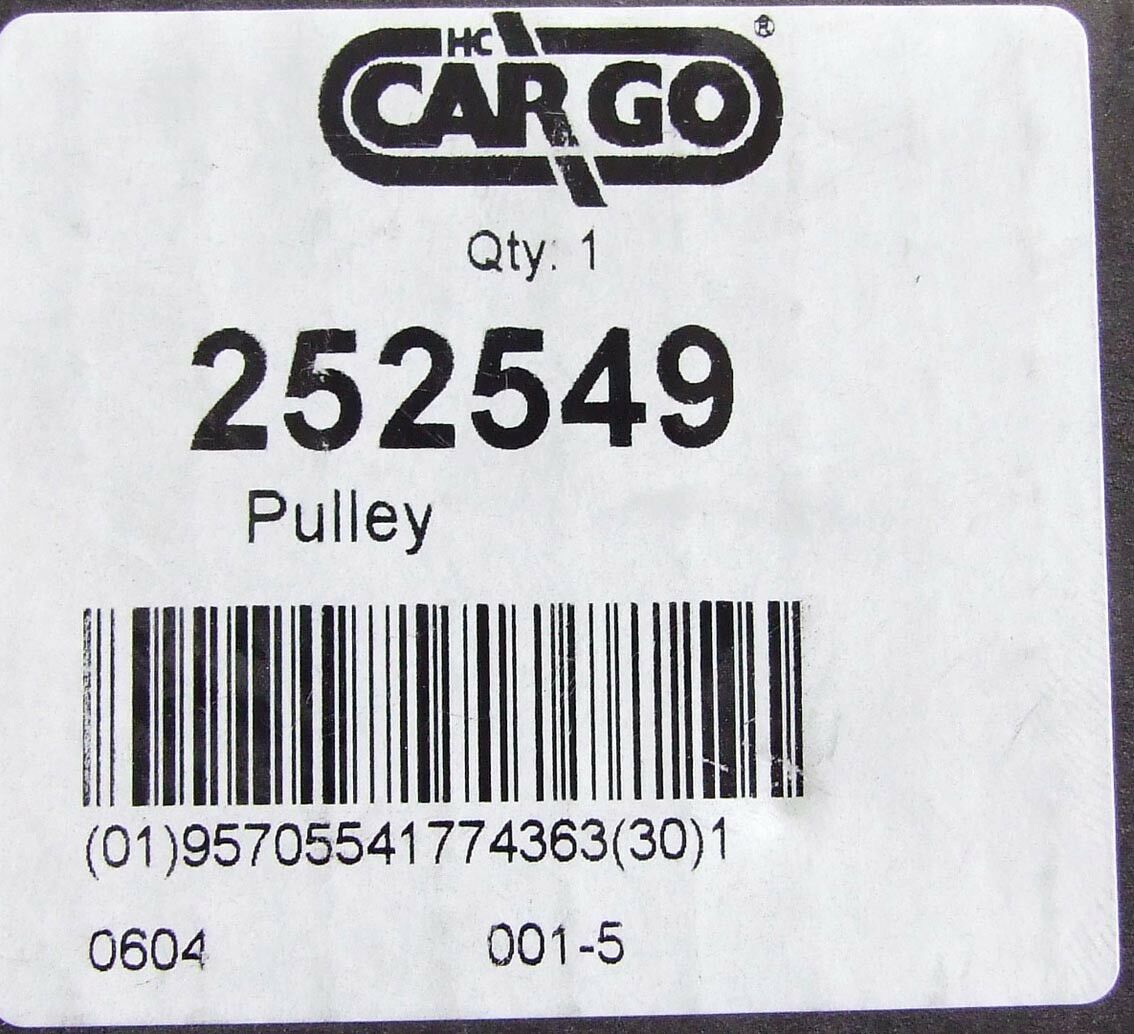 HC
CARGO ®
Qty: 1
252549
Pulley
(01)95705541774363(30)1
0604 001-5